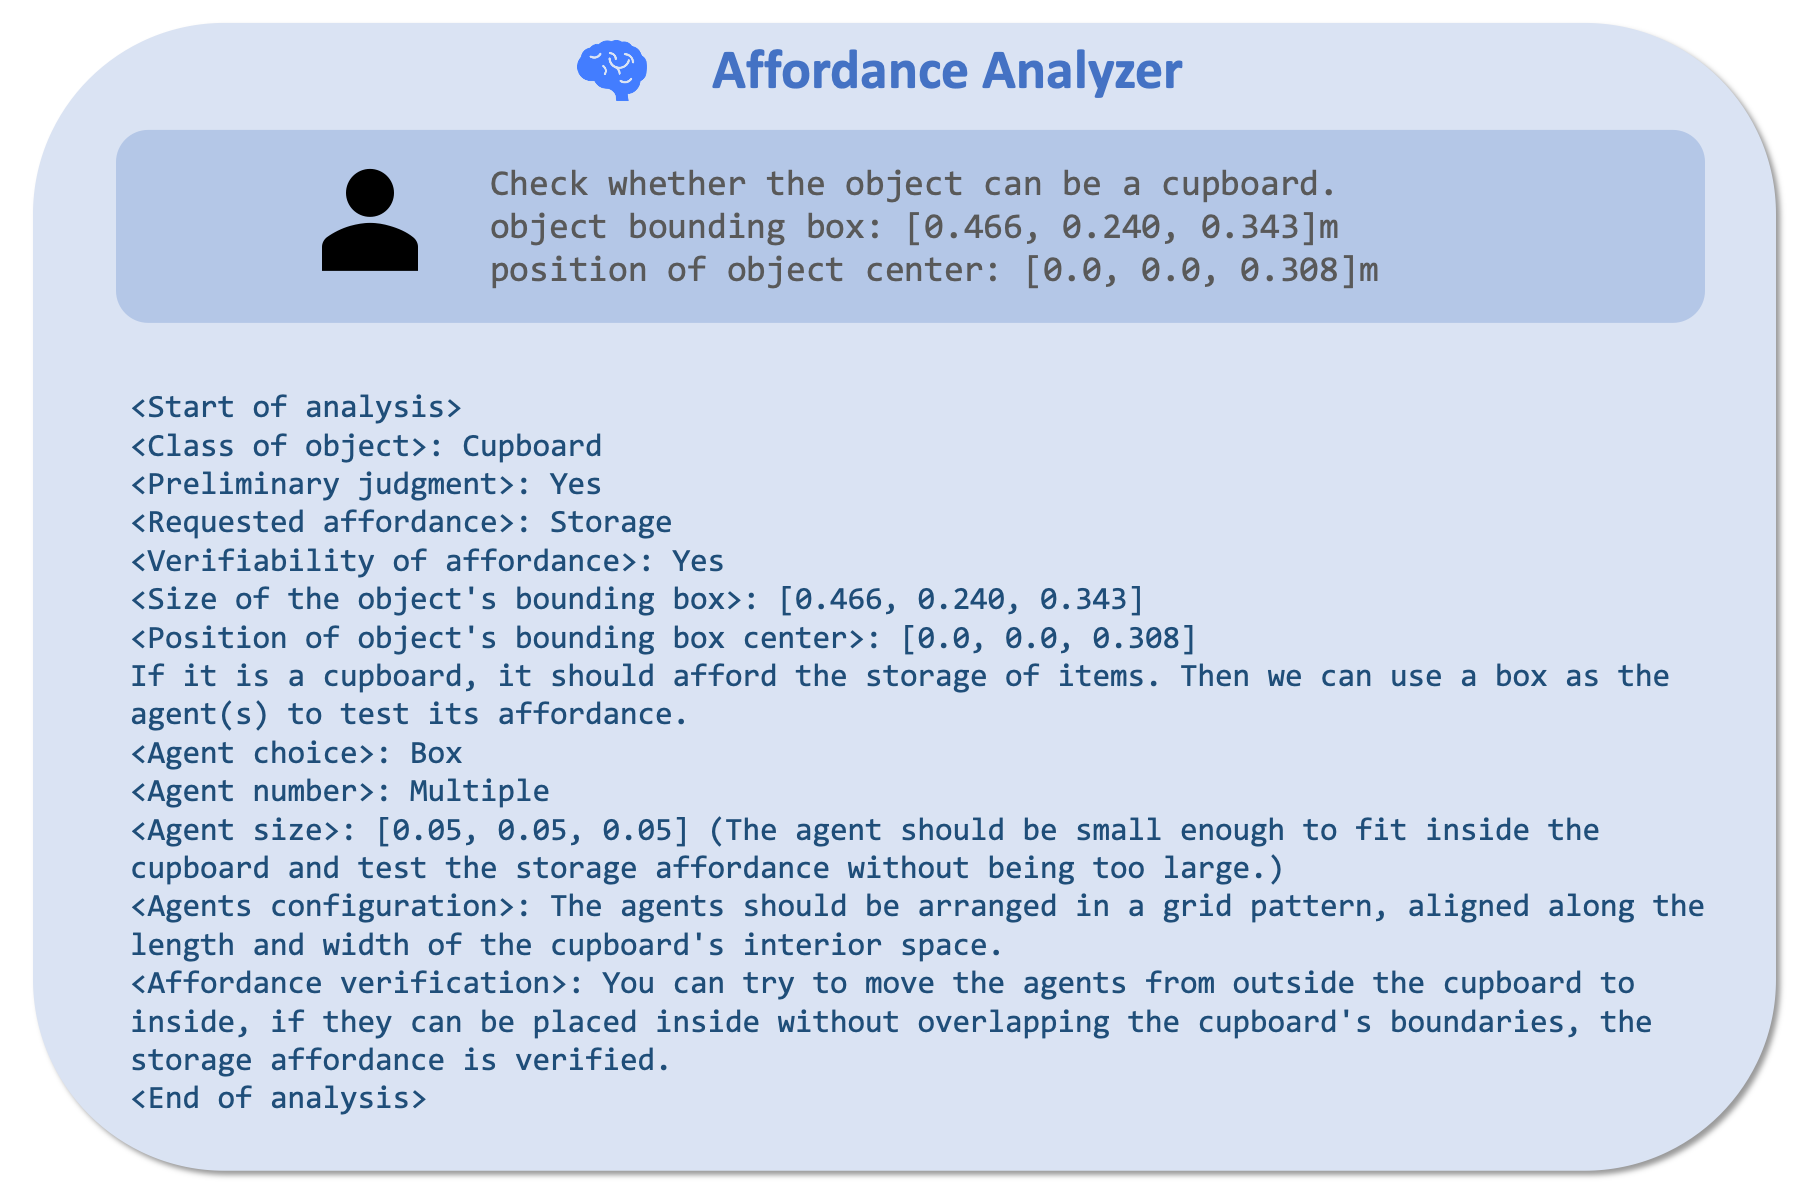 Affordance Analyzer
Check whether the object can be a cupboard.
object bounding box: [0.466, 0.240, 0.343]m
position of object center: [0.0, 0.0, 0.308]m
<Start of analysis>
<Class of object>: Cupboard
<Preliminary judgment>: Yes
<Requested affordance>: Storage
<Verifiability of affordance>: Yes
<Size of the object's bounding box>: [0.466, 0.240, 0.343]
<Position of object's bounding box center>: [0.0, 0.0, 0.308]
If it is a cupboard, it should afford the storage of items. Then we can use a box as the
agent(s) to test its affordance.
<Agent choice>: Box
<Agent number>: Multiple
<Agent size>: [0.05, 0.05, 0.05] (The agent should be small enough to fit inside the
cupboard and test the storage affordance without being too large.)
<Agents configuration>: The agents should be arranged in a grid pattern, aligned along the
length and width of the cupboard's interior space.
<Affordance verification>: You can try to move the agents from outside the cupboard to
inside, if they can be placed inside without overlapping the cupboard's boundaries, the
storage affordance is verified.
<End of analysis>